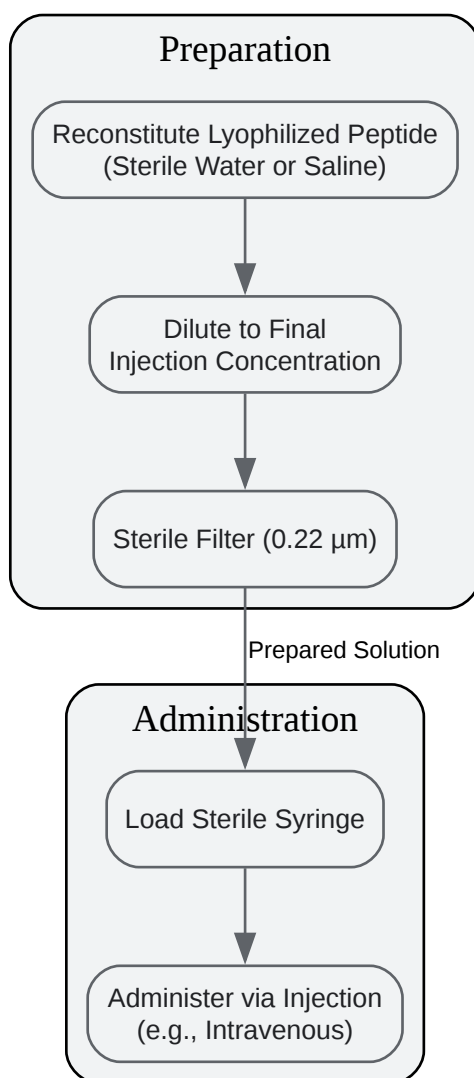 Preparation
Reconstitute Lyophilized Peptide
(Sterile Water or Saline)
Dilute to Final
Injection Concentration
Sterile Filter (0.22 µm)
Prepared Solution
Administration
Load Sterile Syringe
Administer via Injection
(e.g., Intravenous)